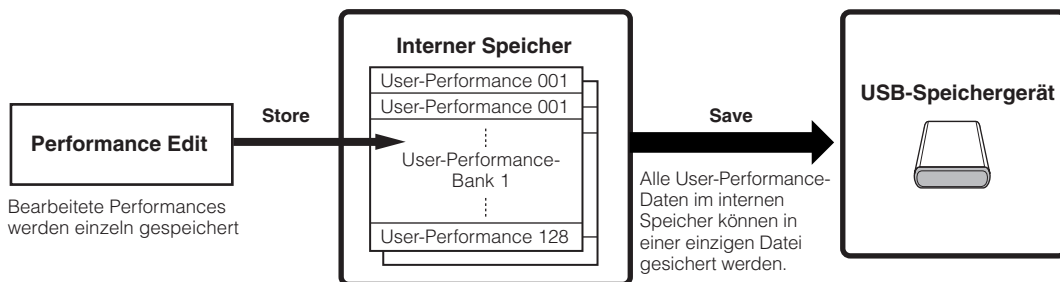 Performance Edit
Bearbeitete Performances
werden einzeln gespeichert
Store
Interner Speicher
User-Performance 001
User-Performance 001
User-Performance-
Bank 1
User-Performance 128
Save
Alle User-Performance-
Daten im internen
Speicher können in
einer einzigen Datei
gesichert werden.
USB-Speichergerät